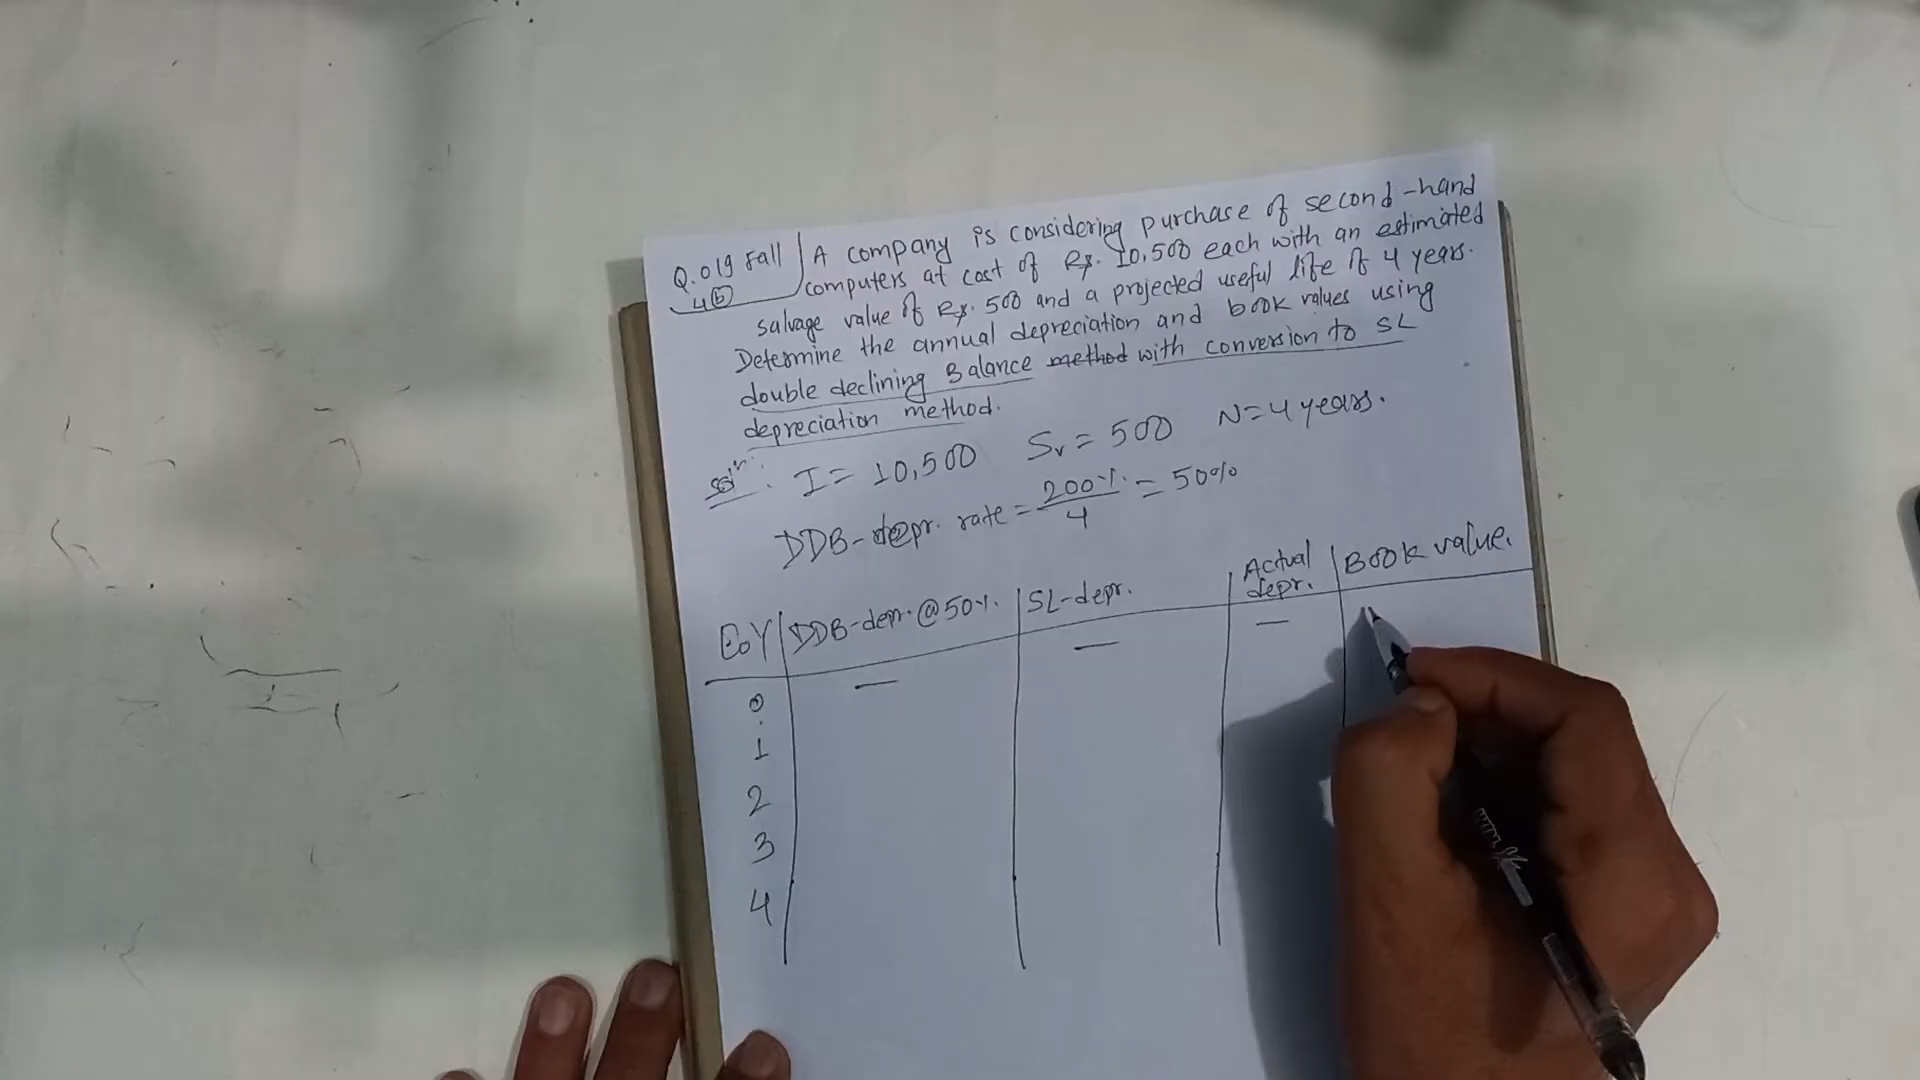 Q. 019 Fall
4(b)
A company is considering purchase of second-hand
computers at cost of Rs. 10,500 each with an estimated
salvage value of Rs. 500 and a projected useful life of 4 years.
Determine the annual depreciation and book values using
double declining Balance method with conversion to SL
depreciation method.
Sol'n: I = 10,500 Sv = 500 N = 4 years.
DDB-depr. rate = 200% / 4 = 50%
EoY DDB-depr. @ 50%. SL-depr. Actual depr. Book value.
0 — — —
1
2
3
4